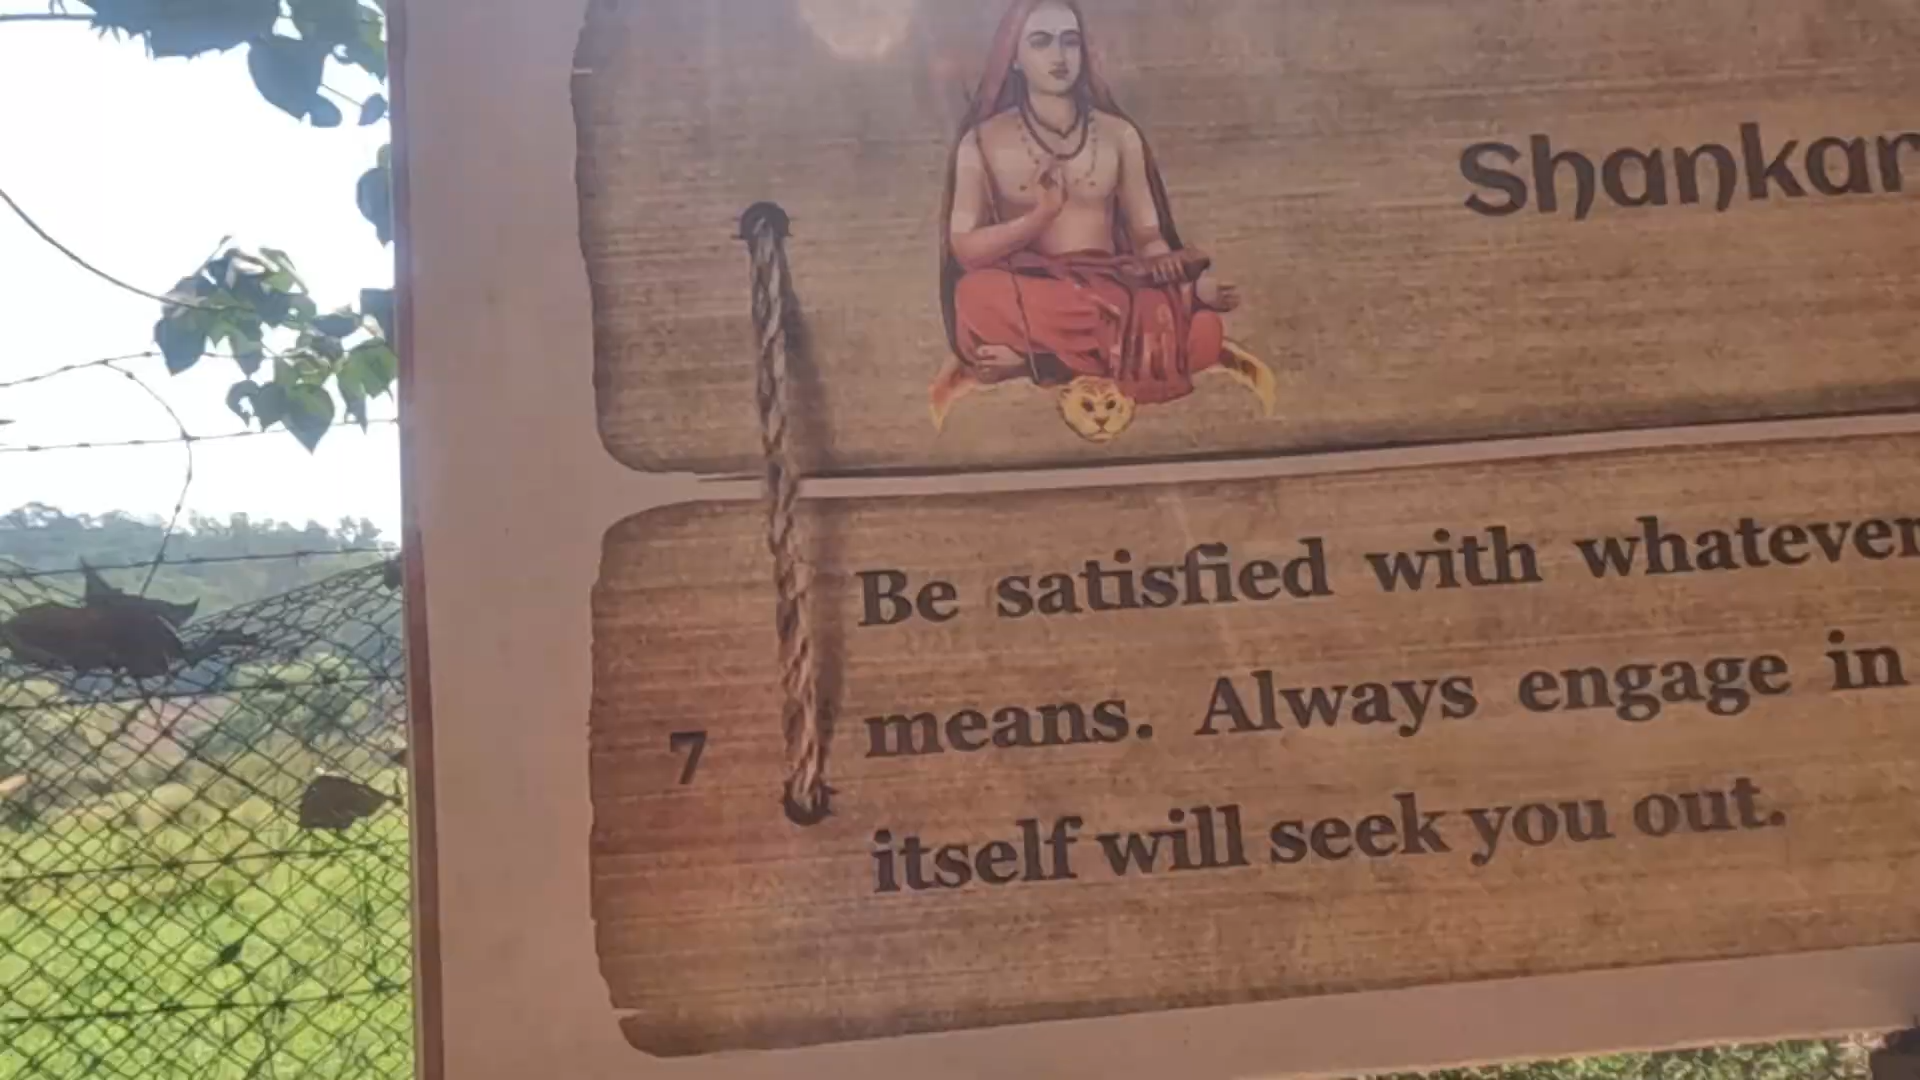 Shankar
Be satisfied with whatever
means. Always engage in
7
itself will seek you out.